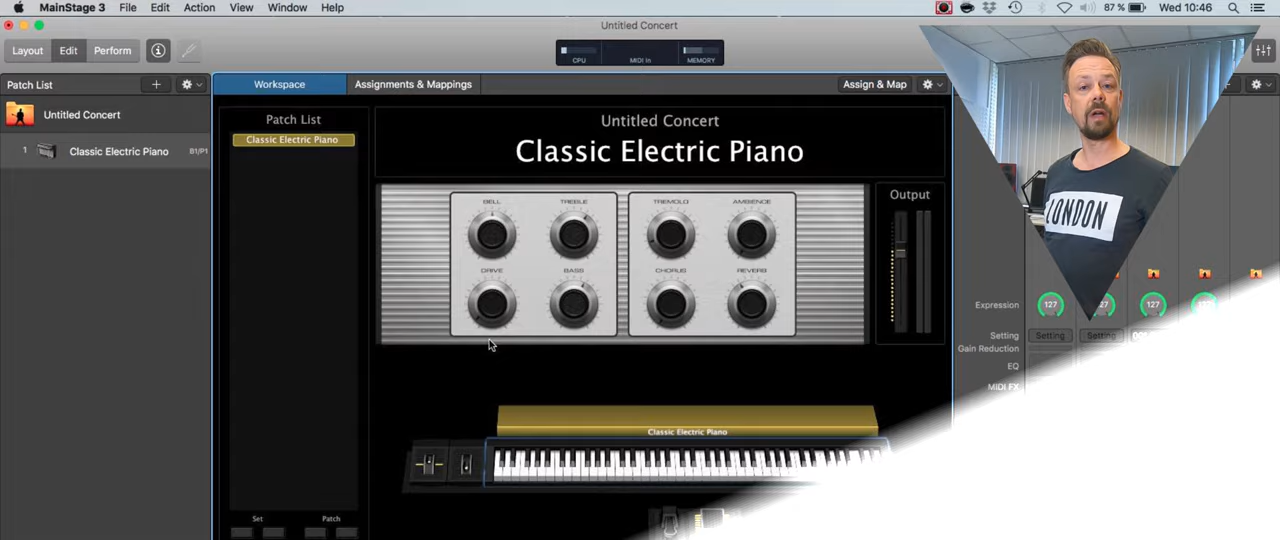 MainStage 3 File Edit Action View Window Help
87 % Wed 10:46
Untitled Concert
Layout Edit Perform
CPU MIDI In MEMORY
Patch List
Workspace Assignments & Mappings Assign & Map
Untitled Concert
1 Classic Electric Piano B1/P1
Patch List
Classic Electric Piano
Untitled Concert
Classic Electric Piano
BELL TREBLE TREMOLO AMBIENCE
DRIVE BASS CHORUS REVERB
Output
LONDON
Expression 127 127 127
Setting Setting Setting
Gain Reduction
EQ
MIDI FX
Classic Electric Piano
Set Patch